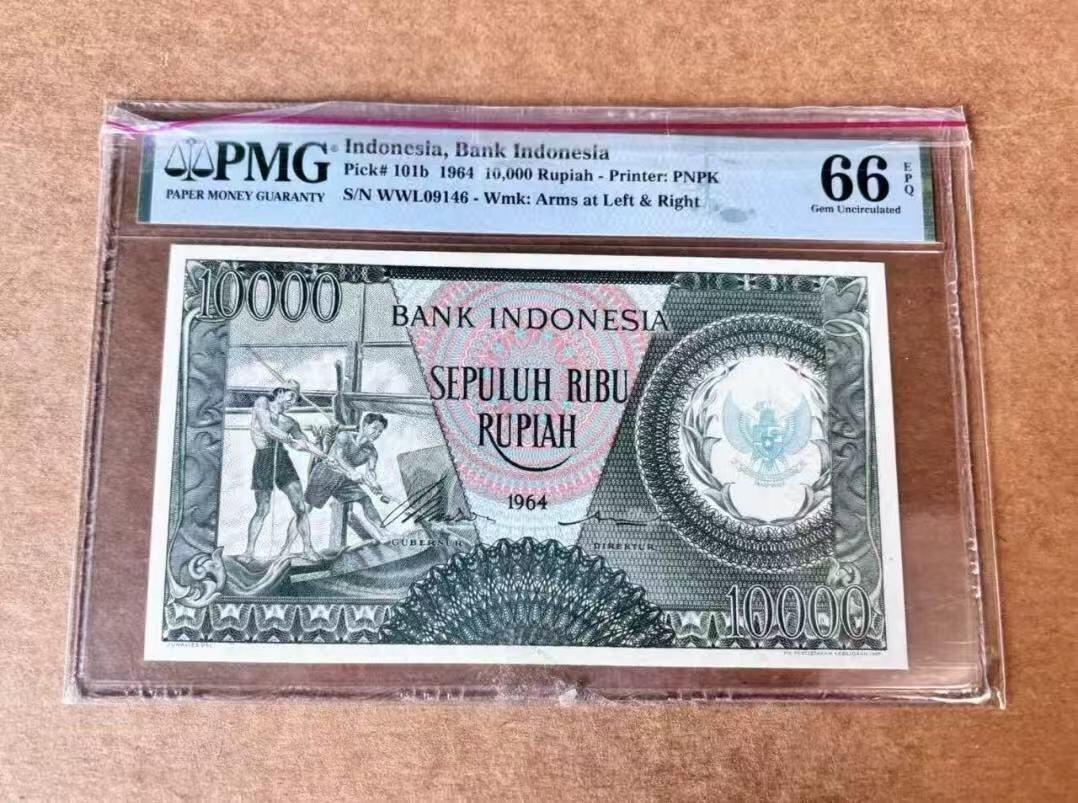 PMG
PAPER MONEY GUARANTY
Indonesia, Bank Indonesia
Pick# 101b 1964 10,000 Rupiah - Printer: PNPK
S/N WWL09146 - Wmk: Arms at Left & Right
66
EPQ
Gem Uncirculated
10000
BANK INDONESIA
SEPULUH RIBU
RUPIAH
1964
GUBERNUR
DIREKTUR
10000